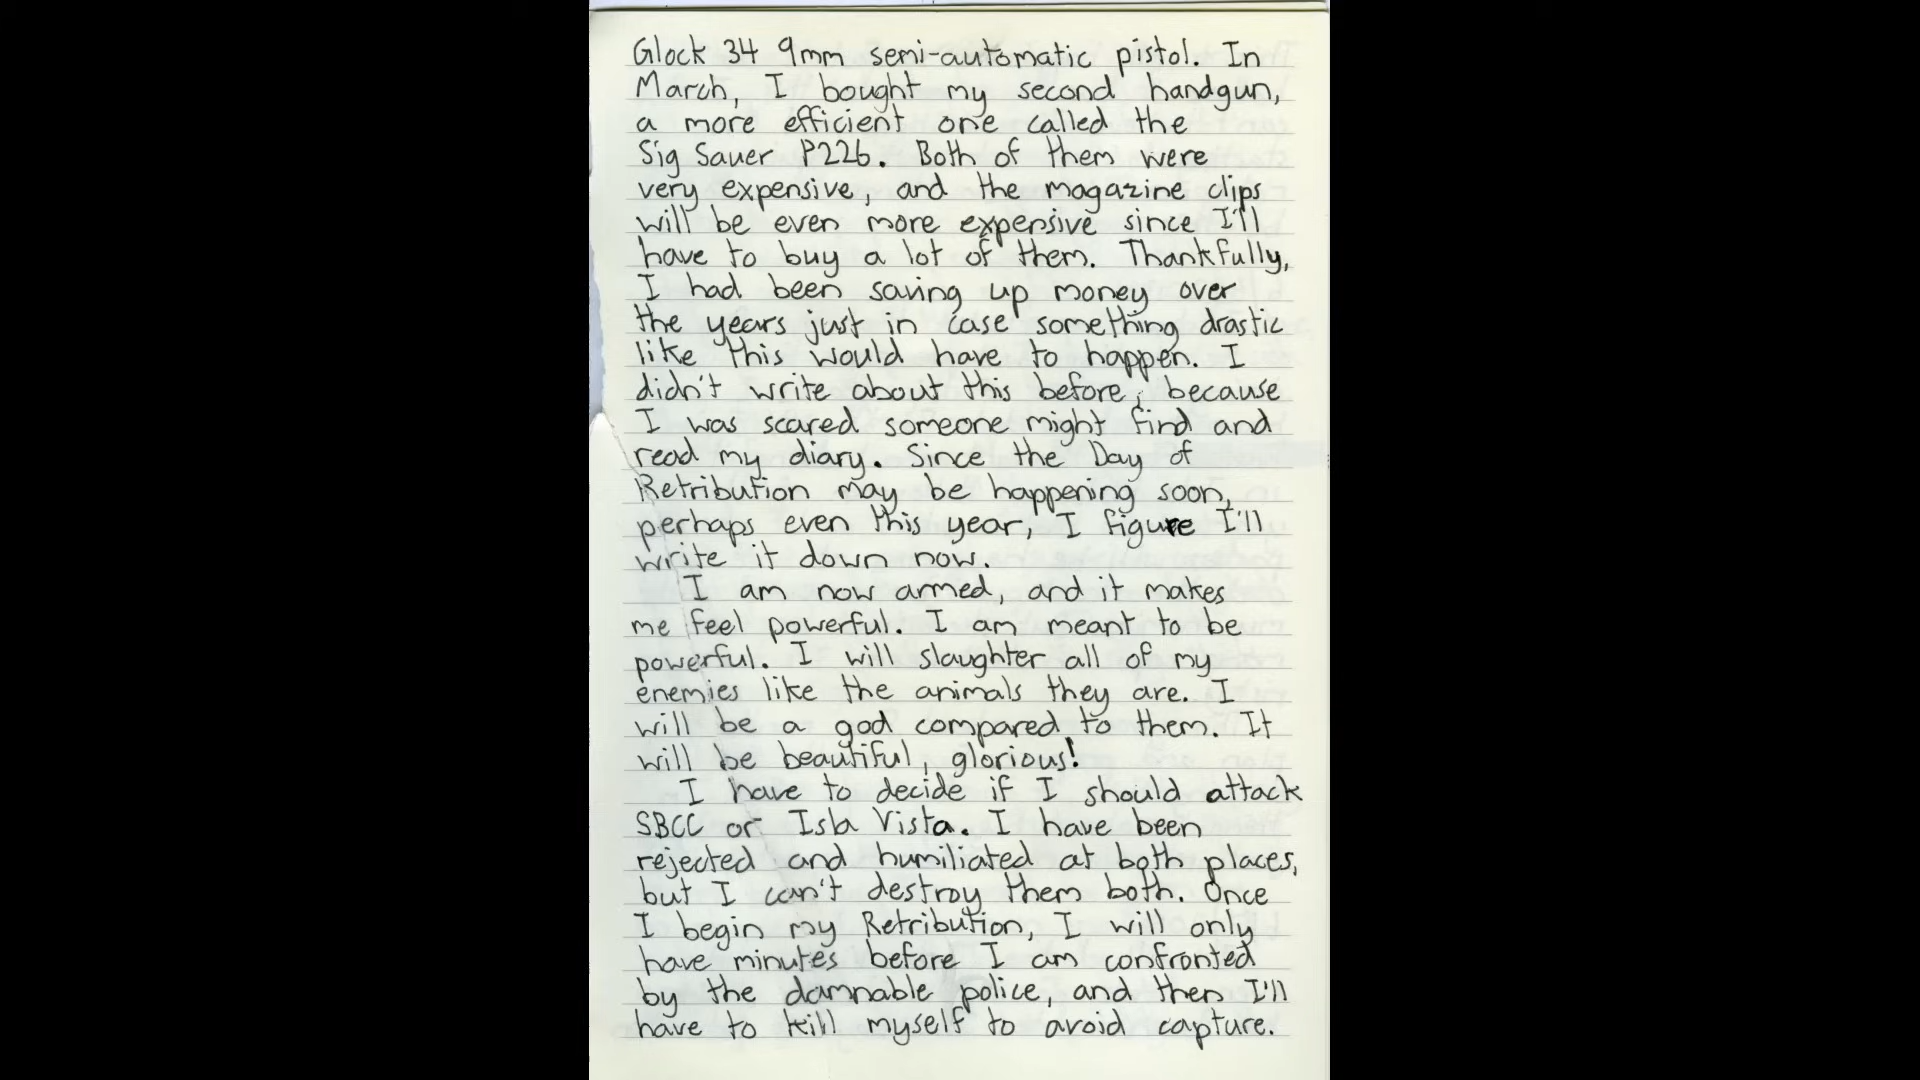 Glock 34 9mm semi-automatic pistol. In
March, I bought my second handgun,
a more efficient one called the
Sig Sauer P226. Both of them were
very expensive, and the magazine clips
will be even more expensive since I'll
have to buy a lot of them. Thankfully,
I had been saving up money over
the years just in case something drastic
like this would have to happen. I
didn't write about this before, because
I was scared someone might find and
read my diary. Since the Day of
Retribution may be happening soon,
perhaps even this year, I figure I'll
write it down now.
I am now armed, and it makes
me feel powerful. I am meant to be
powerful. I will slaughter all of my
enemies like the animals they are. I
will be a god compared to them. It
will be beautiful, glorious!
I have to decide if I should attack
SBCC or Isla Vista. I have been
rejected and humiliated at both places,
but I can't destroy them both. Once
I begin my Retribution, I will only
have minutes before I am confronted
by the damnable police, and then I'll
have to kill myself to avoid capture.